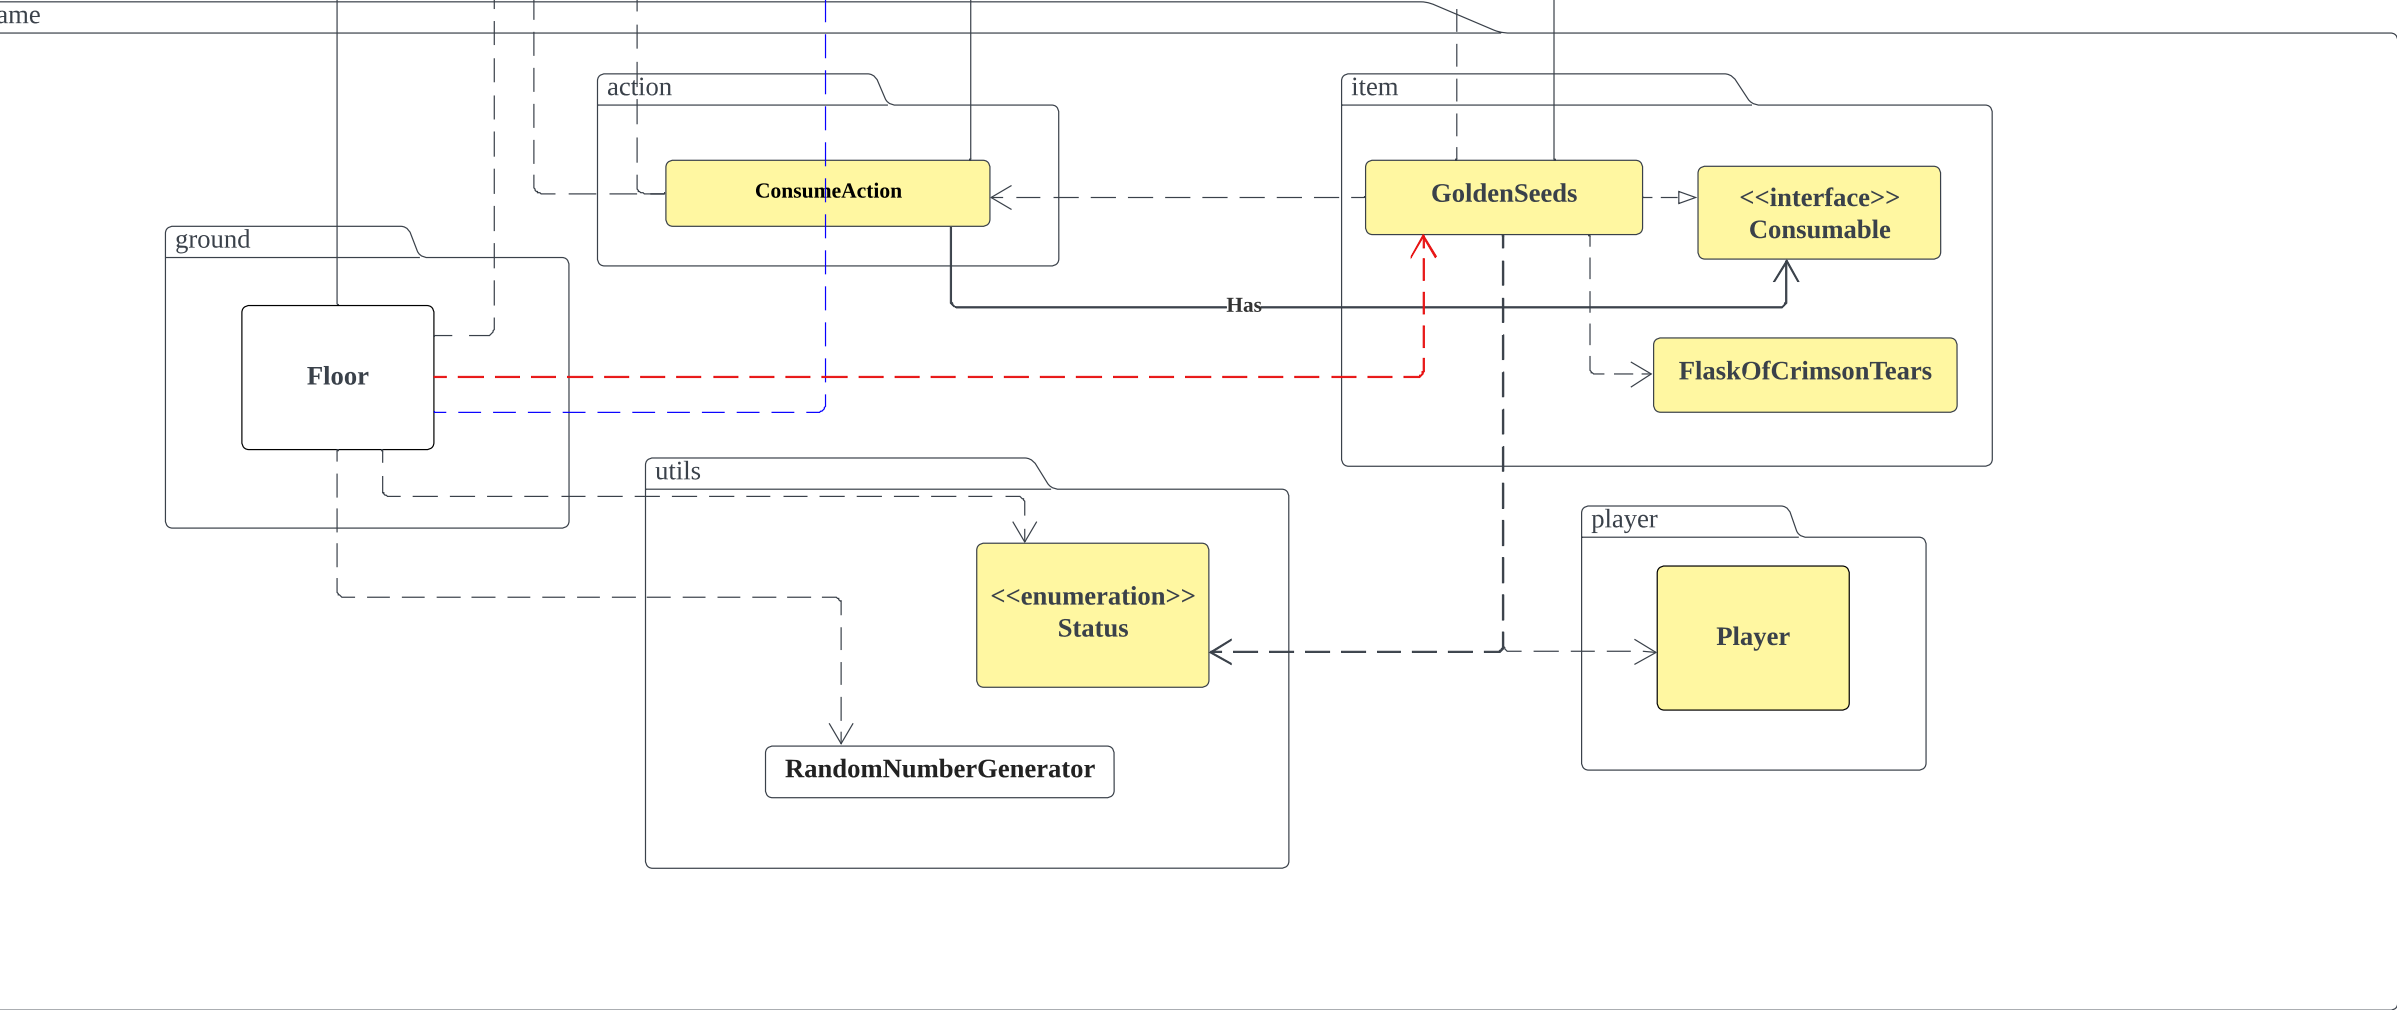 ame
action
item
ConsumeAction
GoldenSeeds
<<interface>>
Consumable
ground
Has
Floor
FlaskOfCrimsonTears
utils
player
<<enumeration>>
Status
Player
RandomNumberGenerator